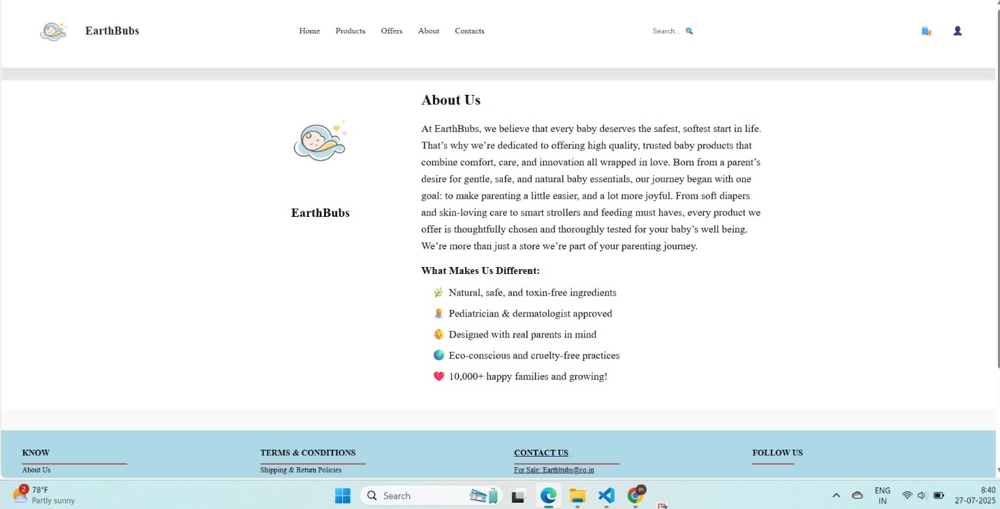 EarthBubs
Home Products Offers About Contacts
Search...
About Us
At EarthBubs, we believe that every baby deserves the safest, softest start in life.
That’s why we’re dedicated to offering high quality, trusted baby products that
combine comfort, care, and innovation all wrapped in love. Born from a parent’s
desire for gentle, safe, and natural baby essentials, our journey began with one
goal: to make parenting a little easier, and a lot more joyful. From soft diapers
and skin-loving care to smart strollers and feeding must haves, every product we
offer is thoughtfully chosen and thoroughly tested for your baby’s well being.
We’re more than just a store we’re part of your parenting journey.
EarthBubs
What Makes Us Different:
Natural, safe, and toxin-free ingredients
Pediatrician & dermatologist approved
Designed with real parents in mind
Eco-conscious and cruelty-free practices
10,000+ happy families and growing!
KNOW
About Us
TERMS & CONDITIONS
Shipping & Return Policies
CONTACT US
For Sale: Earthbubs@co.in
FOLLOW US
2
78°F
Partly sunny
Search
m
ENG
IN
8:40
27-07-2025